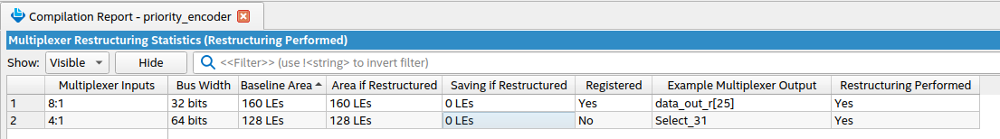 Compilation Report - priority_encoder
Multiplexer Restructuring Statistics (Restructuring Performed)
Show: Visible Hide <<Filter>> (use !<string> to invert filter)
Multiplexer Inputs Bus Width Baseline Area Area if Restructured Saving if Restructured Registered Example Multiplexer Output Restructuring Performed
1 8:1 32 bits 160 LEs 160 LEs 0 LEs Yes data_out_r[25] Yes
2 4:1 64 bits 128 LEs 128 LEs 0 LEs No Select_31 Yes